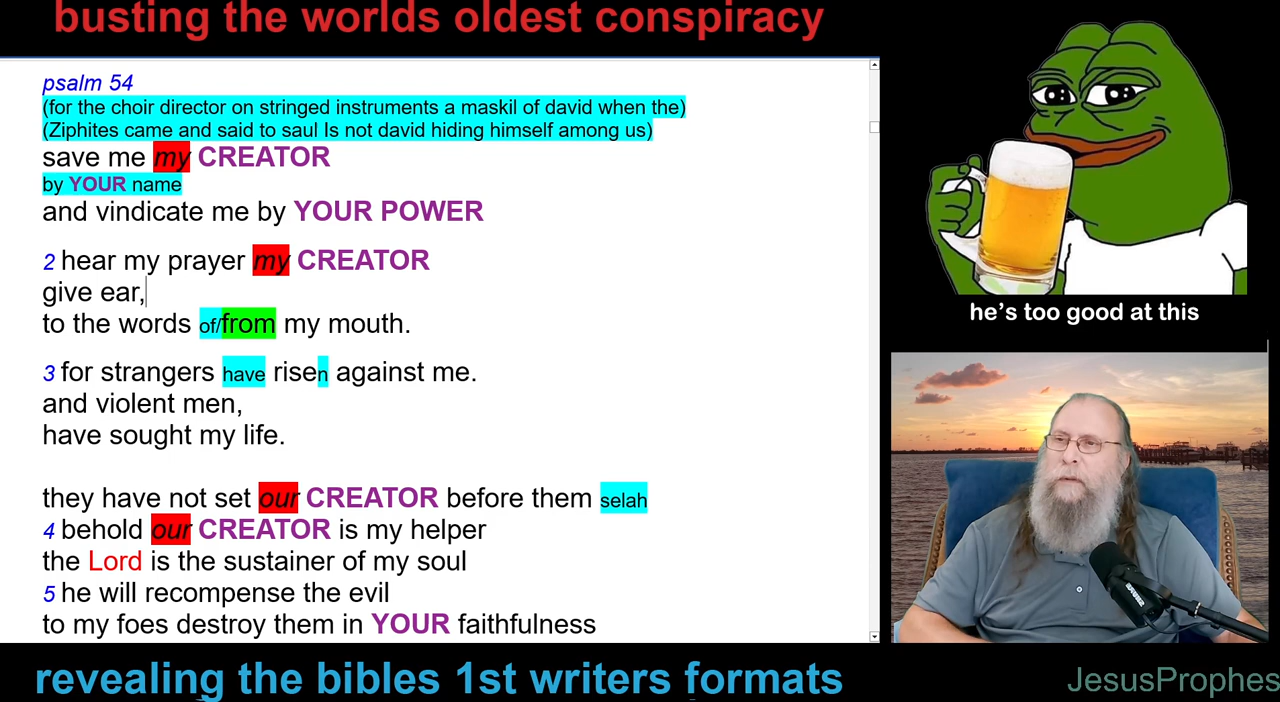 busting the worlds oldest conspiracy
psalm 54
(for the choir director on stringed instruments a maskil of david when the)
(Ziphites came and said to saul Is not david hiding himself among us)
save me my CREATOR
by YOUR name
and vindicate me by YOUR POWER
2 hear my prayer my CREATOR
give ear,
to the words of/from my mouth.
3 for strangers have risen against me.
and violent men,
have sought my life.
they have not set our CREATOR before them selah
4 behold our CREATOR is my helper
the Lord is the sustainer of my soul
5 he will recompense the evil
to my foes destroy them in YOUR faithfulness
he's too good at this
revealing the bibles 1st writers formats
JesusProphes